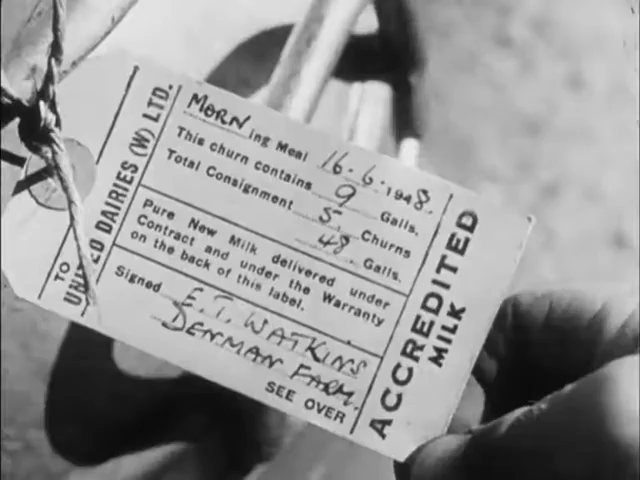 TO
UNITED DAIRIES (W) LTD.
MORNing Meal 16.6.1948.
This churn contains 9 Galls.
Total Consignment 5 Churns
48 Galls.
Pure New Milk delivered under
Contract and under the Warranty
on the back of this label.
Signed E.T. WATKINS
DENMAN FARM.
SEE OVER
ACCREDITED
MILK